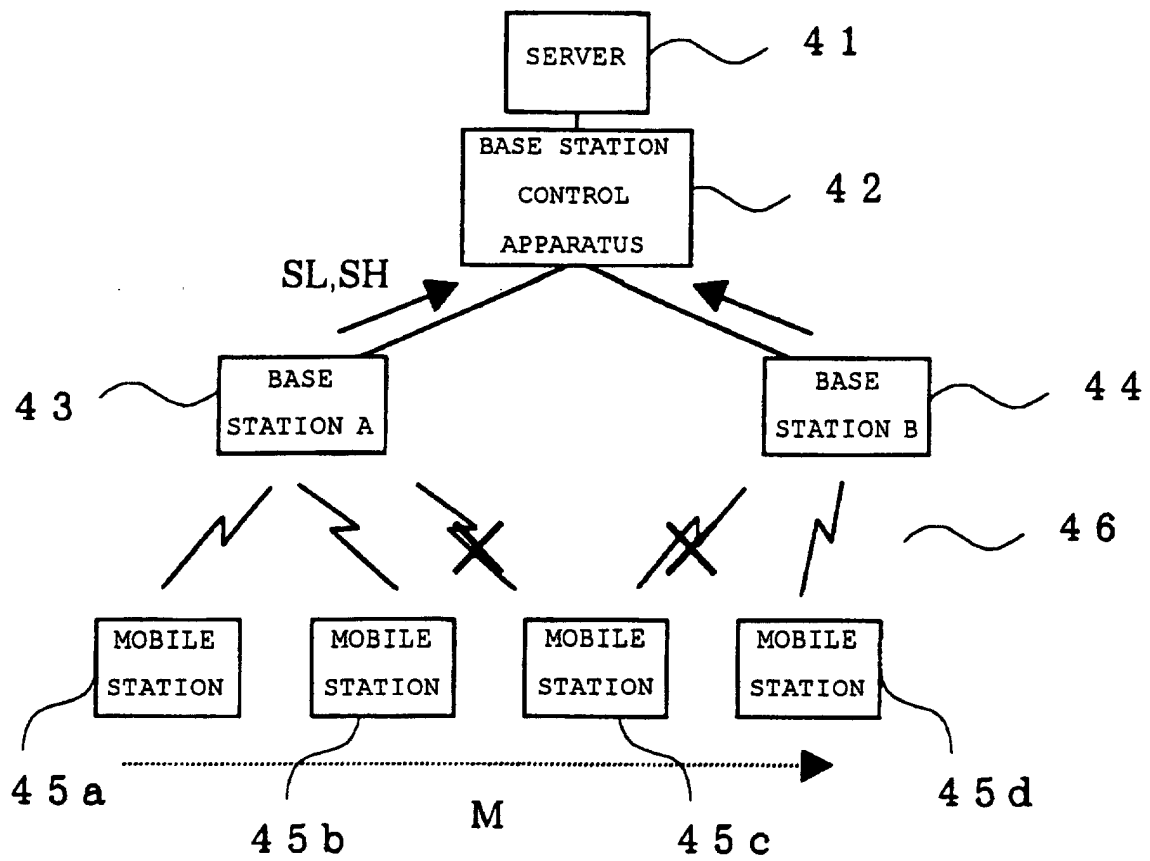 SERVER
41
BASE STATION
CONTROL
APPARATUS
42
SL,SH
BASE
STATION A
43
BASE
STATION B
44
46
MOBILE
STATION
MOBILE
STATION
MOBILE
STATION
MOBILE
STATION
45a
45b
M
45c
45d